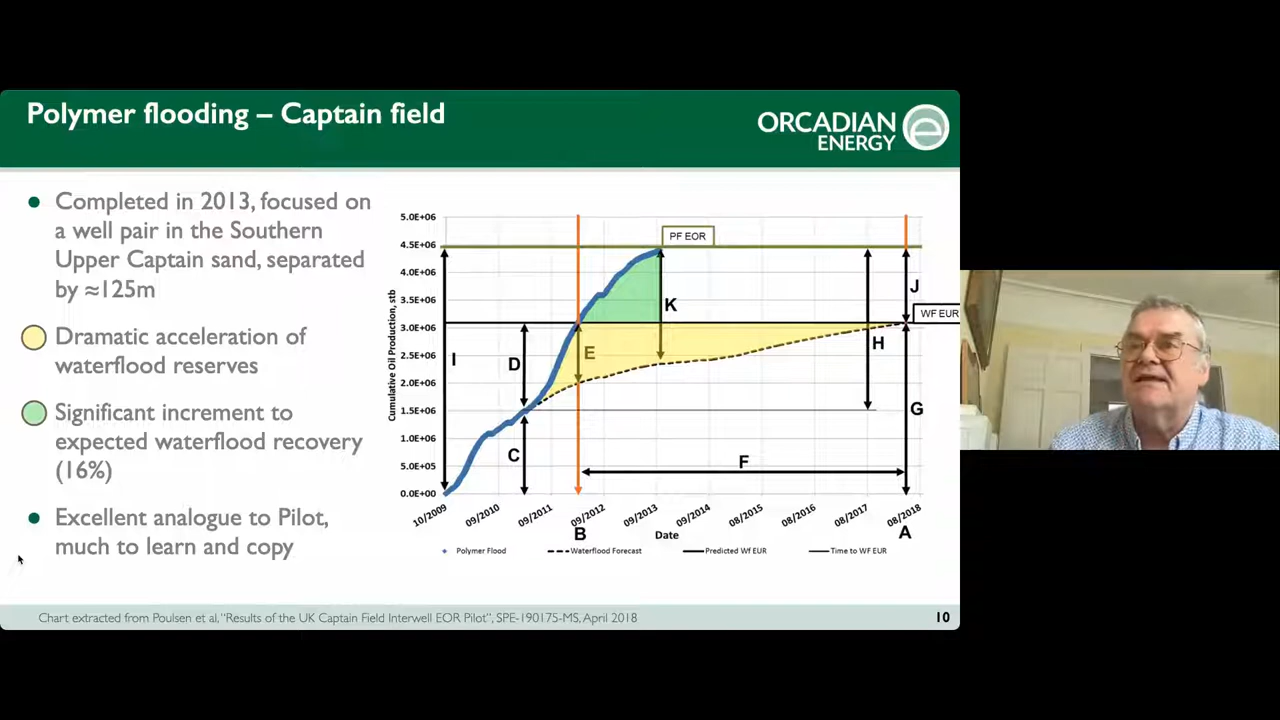 Polymer flooding – Captain field
ORCADIAN
ENERGY
Completed in 2013, focused on
a well pair in the Southern
Upper Captain sand, separated
by ≈125m
Dramatic acceleration of
waterflood reserves
Significant increment to
expected waterflood recovery
(16%)
Excellent analogue to Pilot,
much to learn and copy
Cumulative Oil Production, stb
5.0E+06
4.5E+06
4.0E+06
3.5E+06
3.0E+06
2.5E+06
2.0E+06
1.5E+06
1.0E+06
5.0E+05
0.0E+00
PF EOR
WF EUR
I
D
C
E
K
F
H
J
G
10/2009
09/2010
09/2011
09/2012
09/2013
09/2014
08/2015
08/2016
08/2017
08/2018
B
Date
A
Polymer Flood
Waterflood Forecast
Predicted Wf EUR
Time to WF EUR
Chart extracted from Poulsen et al, “Results of the UK Captain Field Interwell EOR Pilot”, SPE-190175-MS, April 2018
10